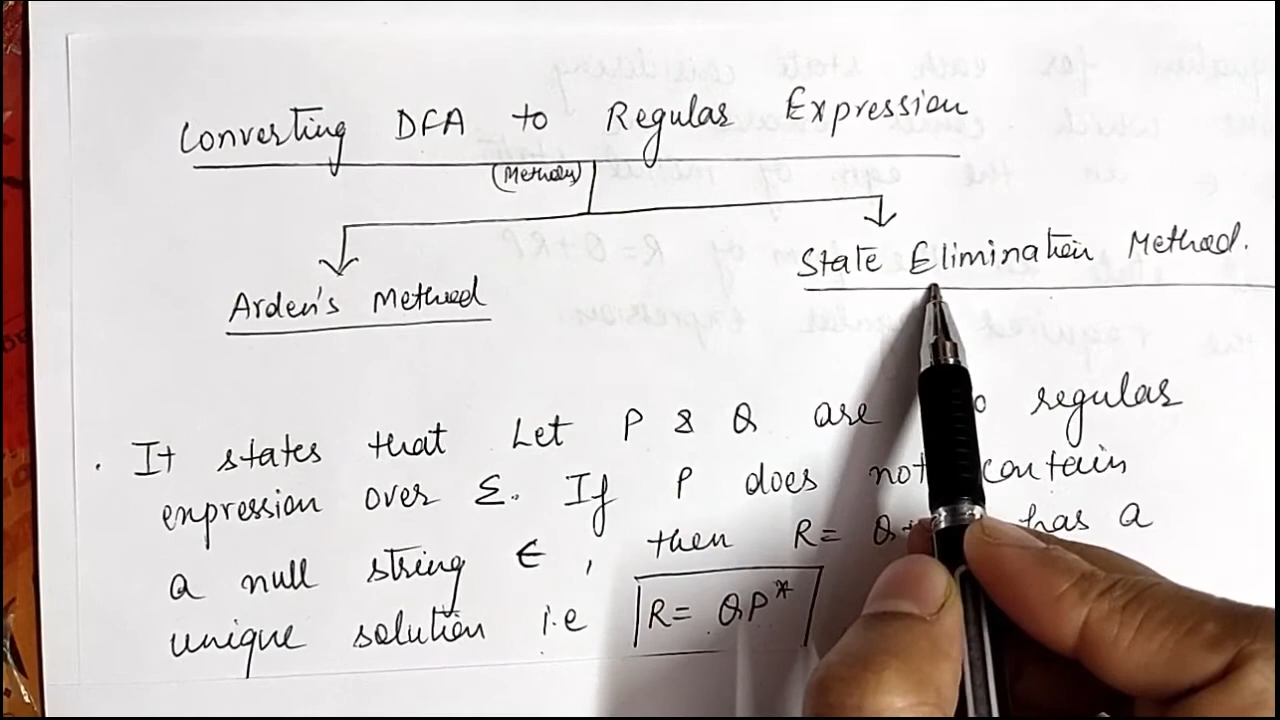 Converting DFA to Regular Expression
(Methods)
Arden's Method
State Elimination Method.
. It states that Let P & Q are regular
expression over Σ. If P does not contain
a null string ϵ, then R= Q+ has a
unique solution i.e R= QP*